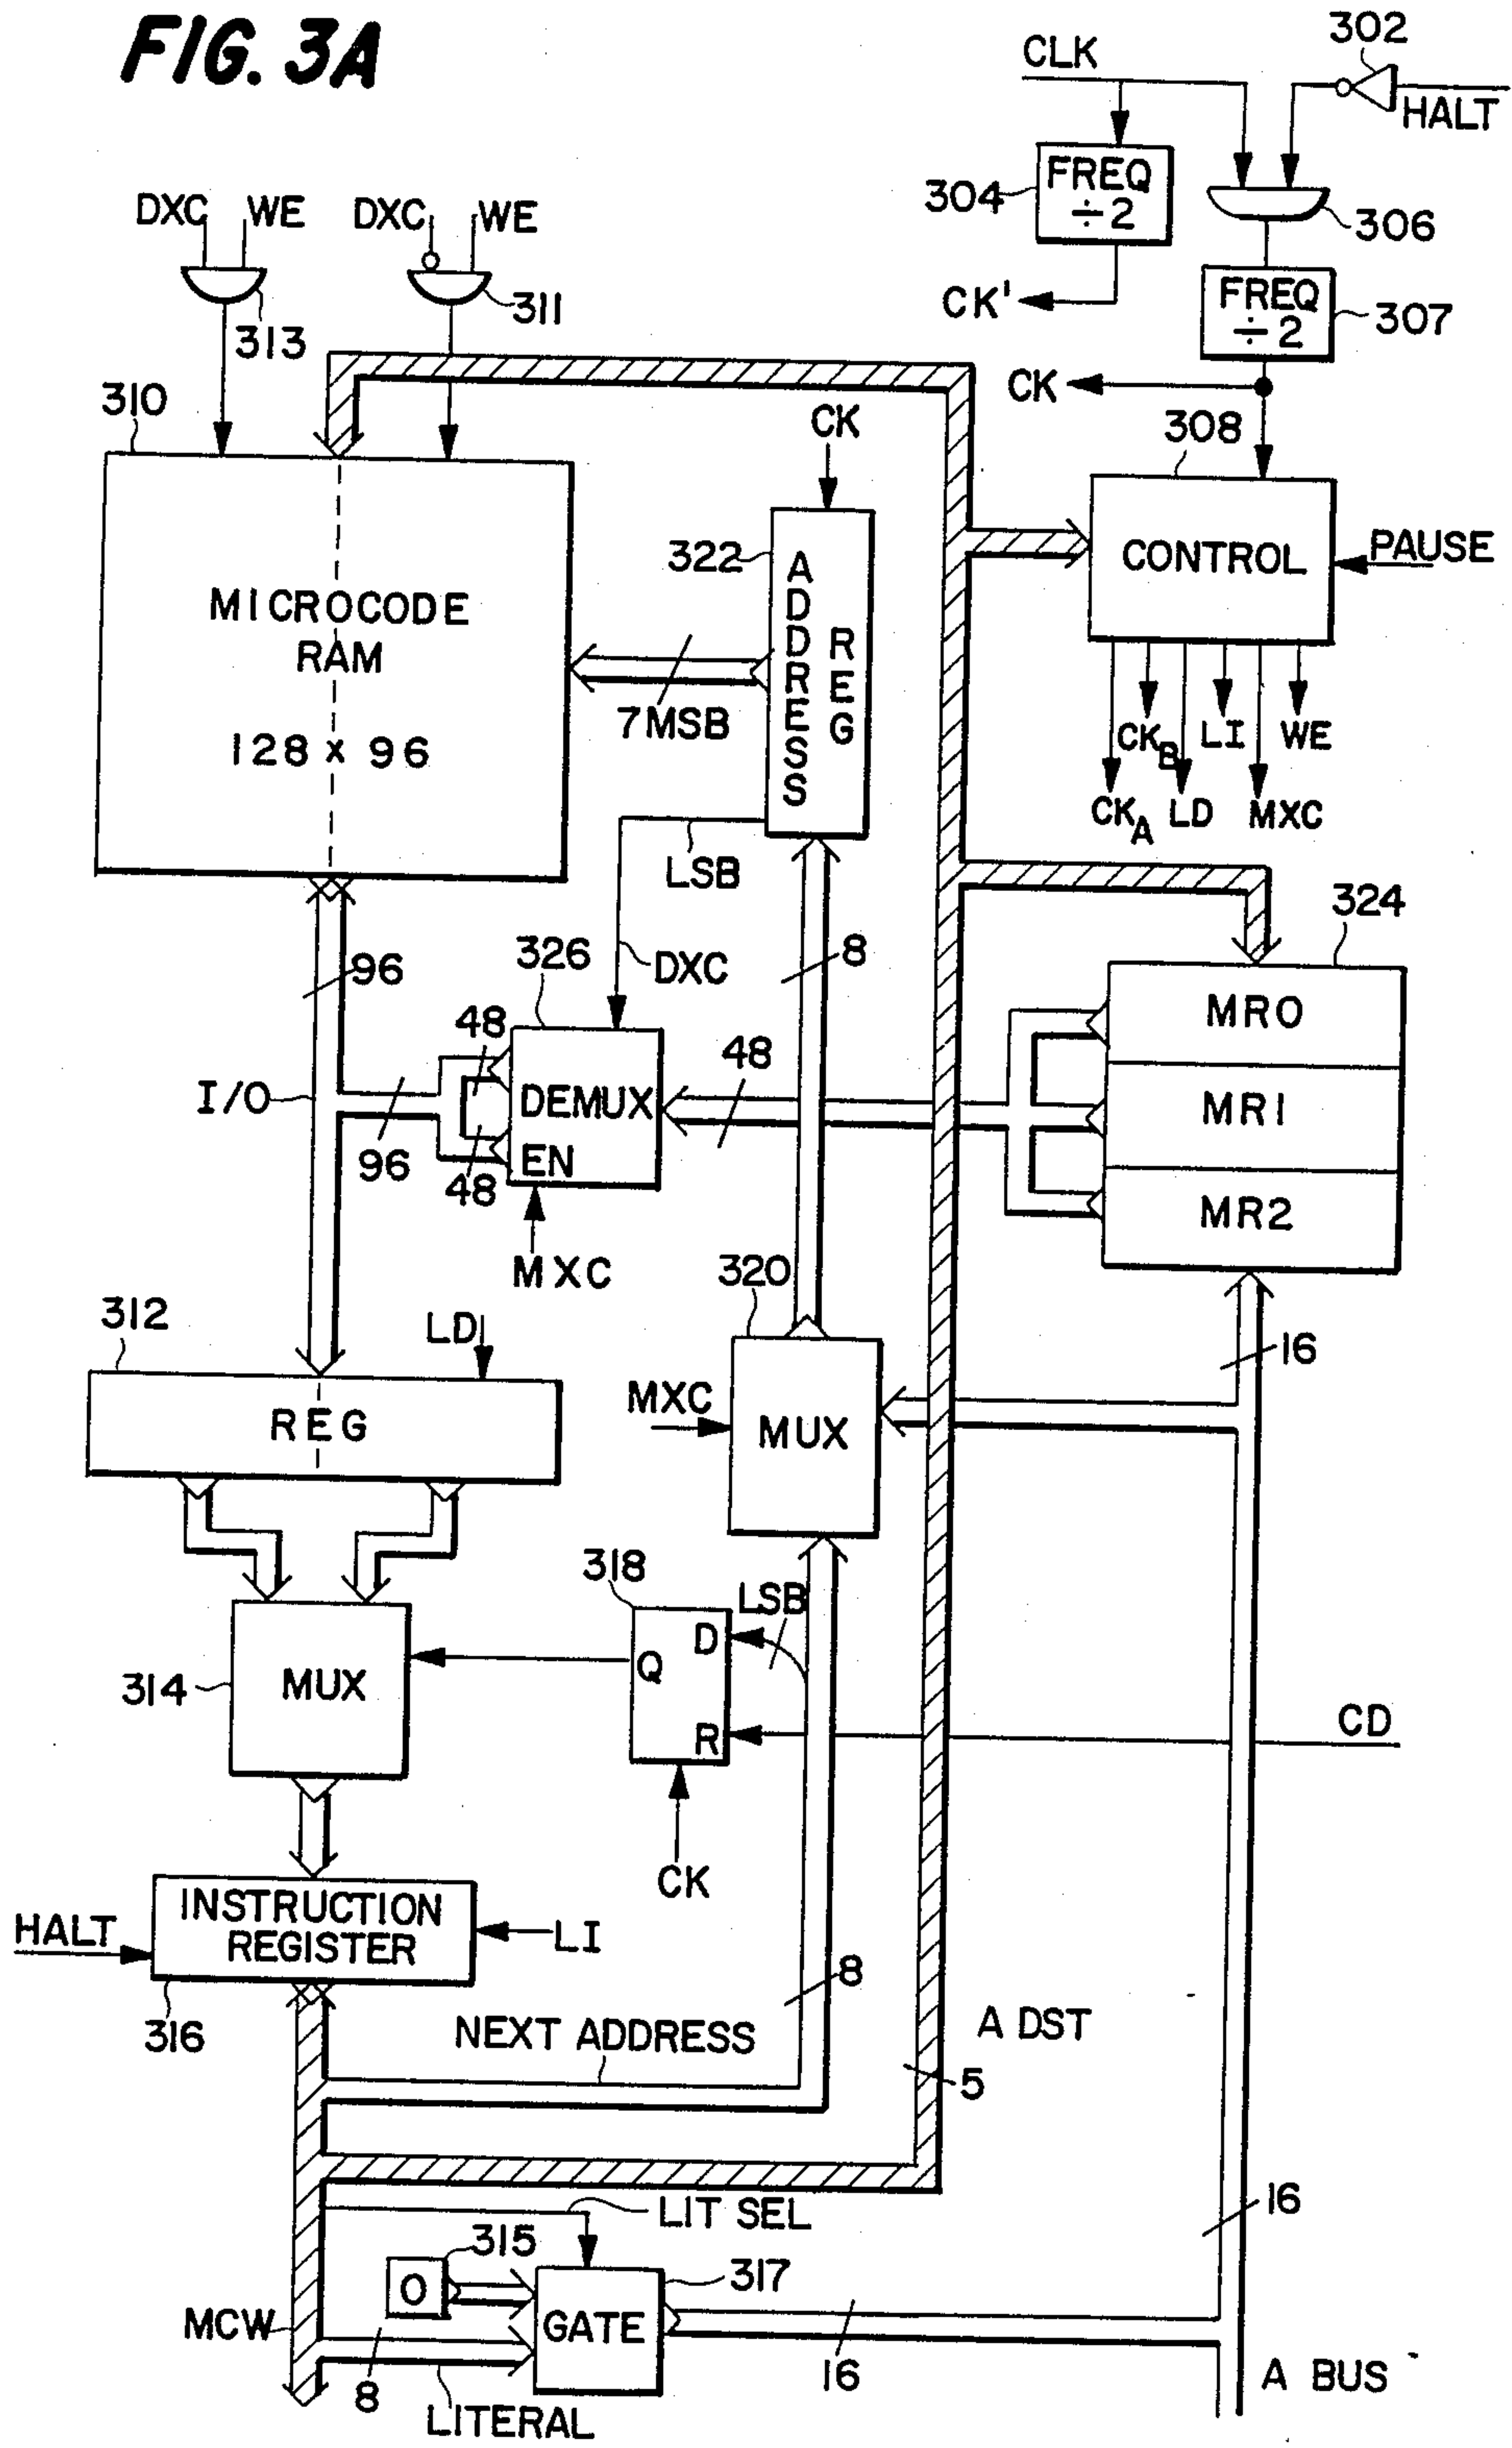 FIG. 3A
CLK
302
HALT
304
FREQ
÷2
306
CK'
FREQ
÷2
307
DXC WE
DXC WE
313
311
CK
308
310
CK
322
ADDRESS
REG
CONTROL
PAUSE
MICROCODE
RAM
128 x 96
7MSB
CKB LI WE
CKA LD MXC
LSB
DXC
324
326
96
8
48
48
MR0
MR1
MR2
I/O
DEMUX
EN
96
48
MXC
320
312
LD
16
REG
MXC
MUX
318
LSB
D
Q
R
314
MUX
CD
CK
HALT
INSTRUCTION
REGISTER
LI
316
8
NEXT ADDRESS
A DST
5
LIT SEL
16
315
0
317
GATE
MCW
8
16
LITERAL
A BUS